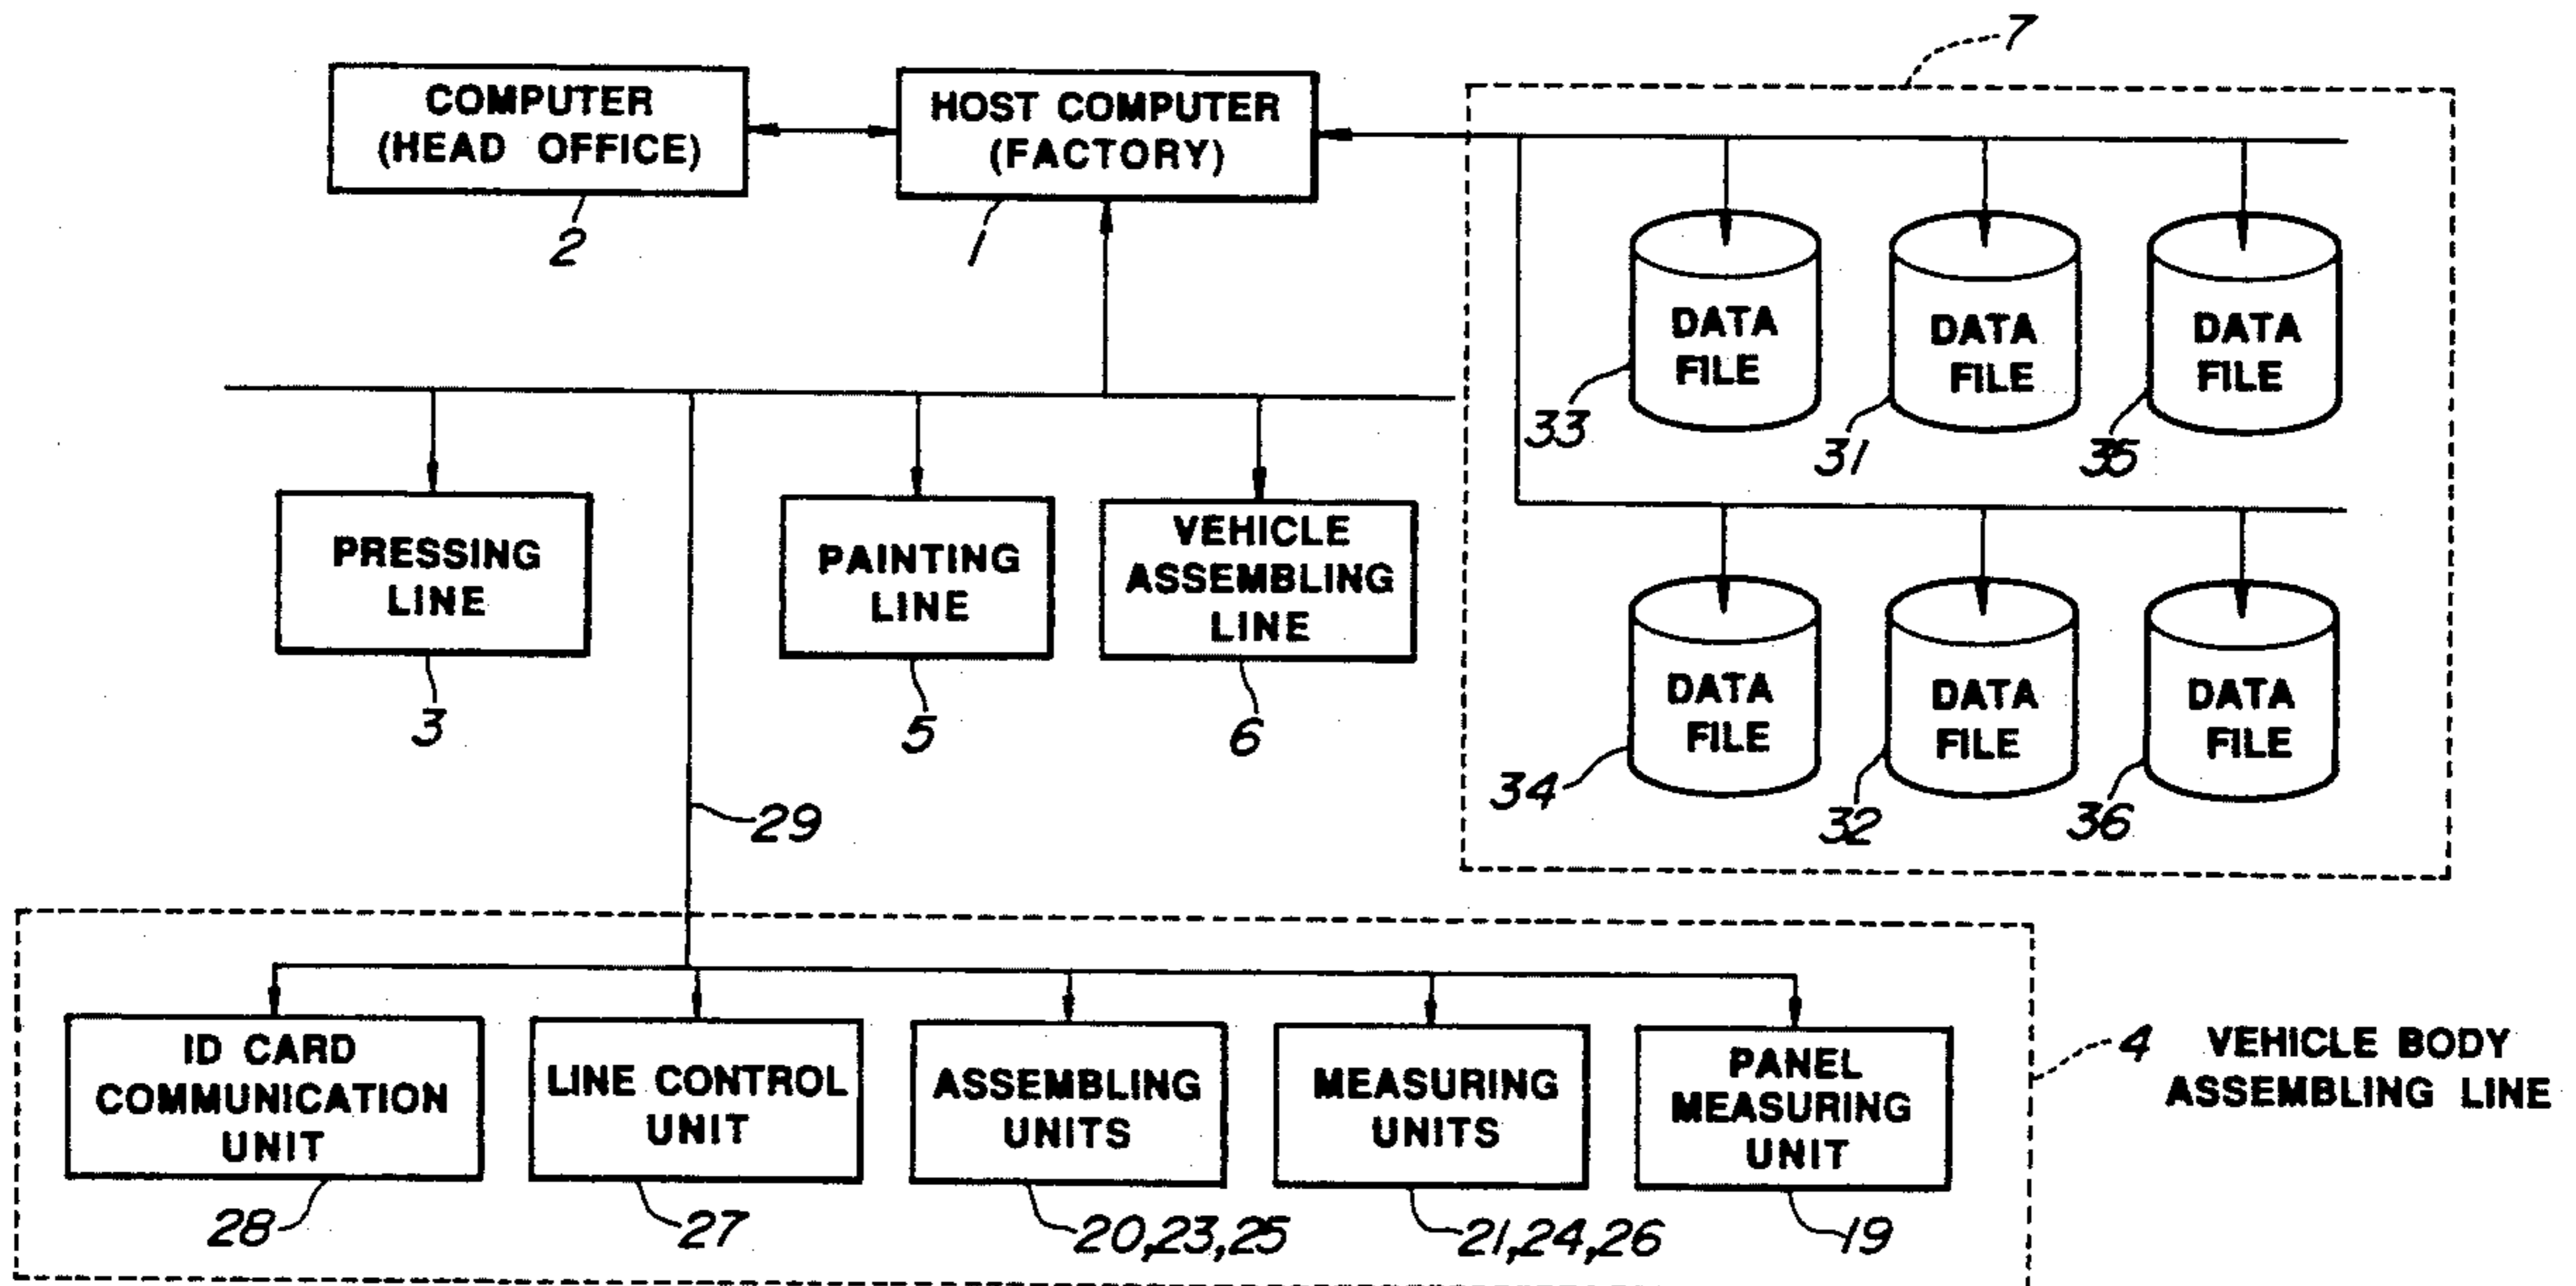 7
COMPUTER
(HEAD OFFICE)
2
HOST COMPUTER
(FACTORY)
1
DATA
FILE
33
DATA
FILE
31
DATA
FILE
35
PRESSING
LINE
3
PAINTING
LINE
5
VEHICLE
ASSEMBLING
LINE
6
DATA
FILE
34
DATA
FILE
32
DATA
FILE
36
29
ID CARD
COMMUNICATION
UNIT
28
LINE CONTROL
UNIT
27
ASSEMBLING
UNITS
20,23,25
MEASURING
UNITS
21,24,26
PANEL
MEASURING
UNIT
19
4 VEHICLE BODY
ASSEMBLING LINE